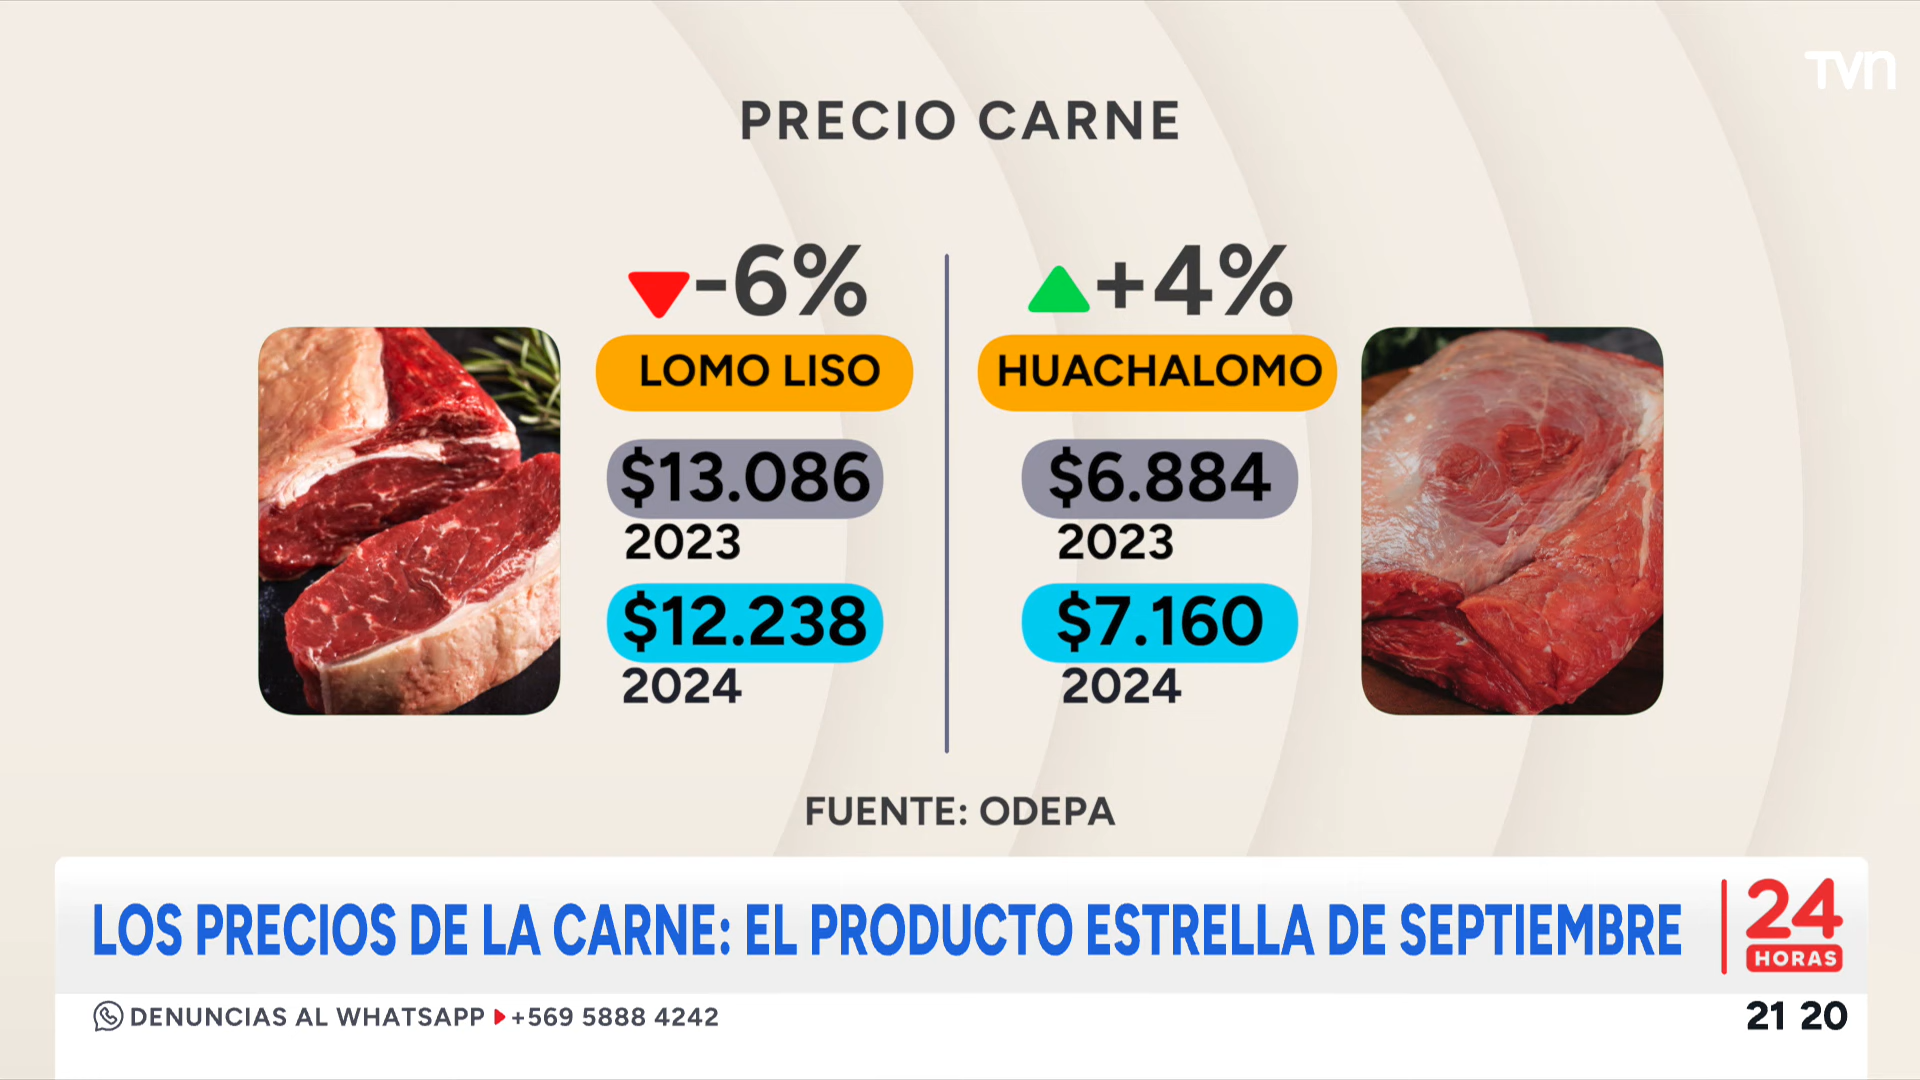 TVN
PRECIO CARNE
-6%
LOMO LISO
$13.086
2023
$12.238
2024
+4%
HUACHALOMO
$6.884
2023
$7.160
2024
FUENTE: ODEPA
LOS PRECIOS DE LA CARNE: EL PRODUCTO ESTRELLA DE SEPTIEMBRE
24
HORAS
DENUNCIAS AL WHATSAPP +569 5888 4242
21 20